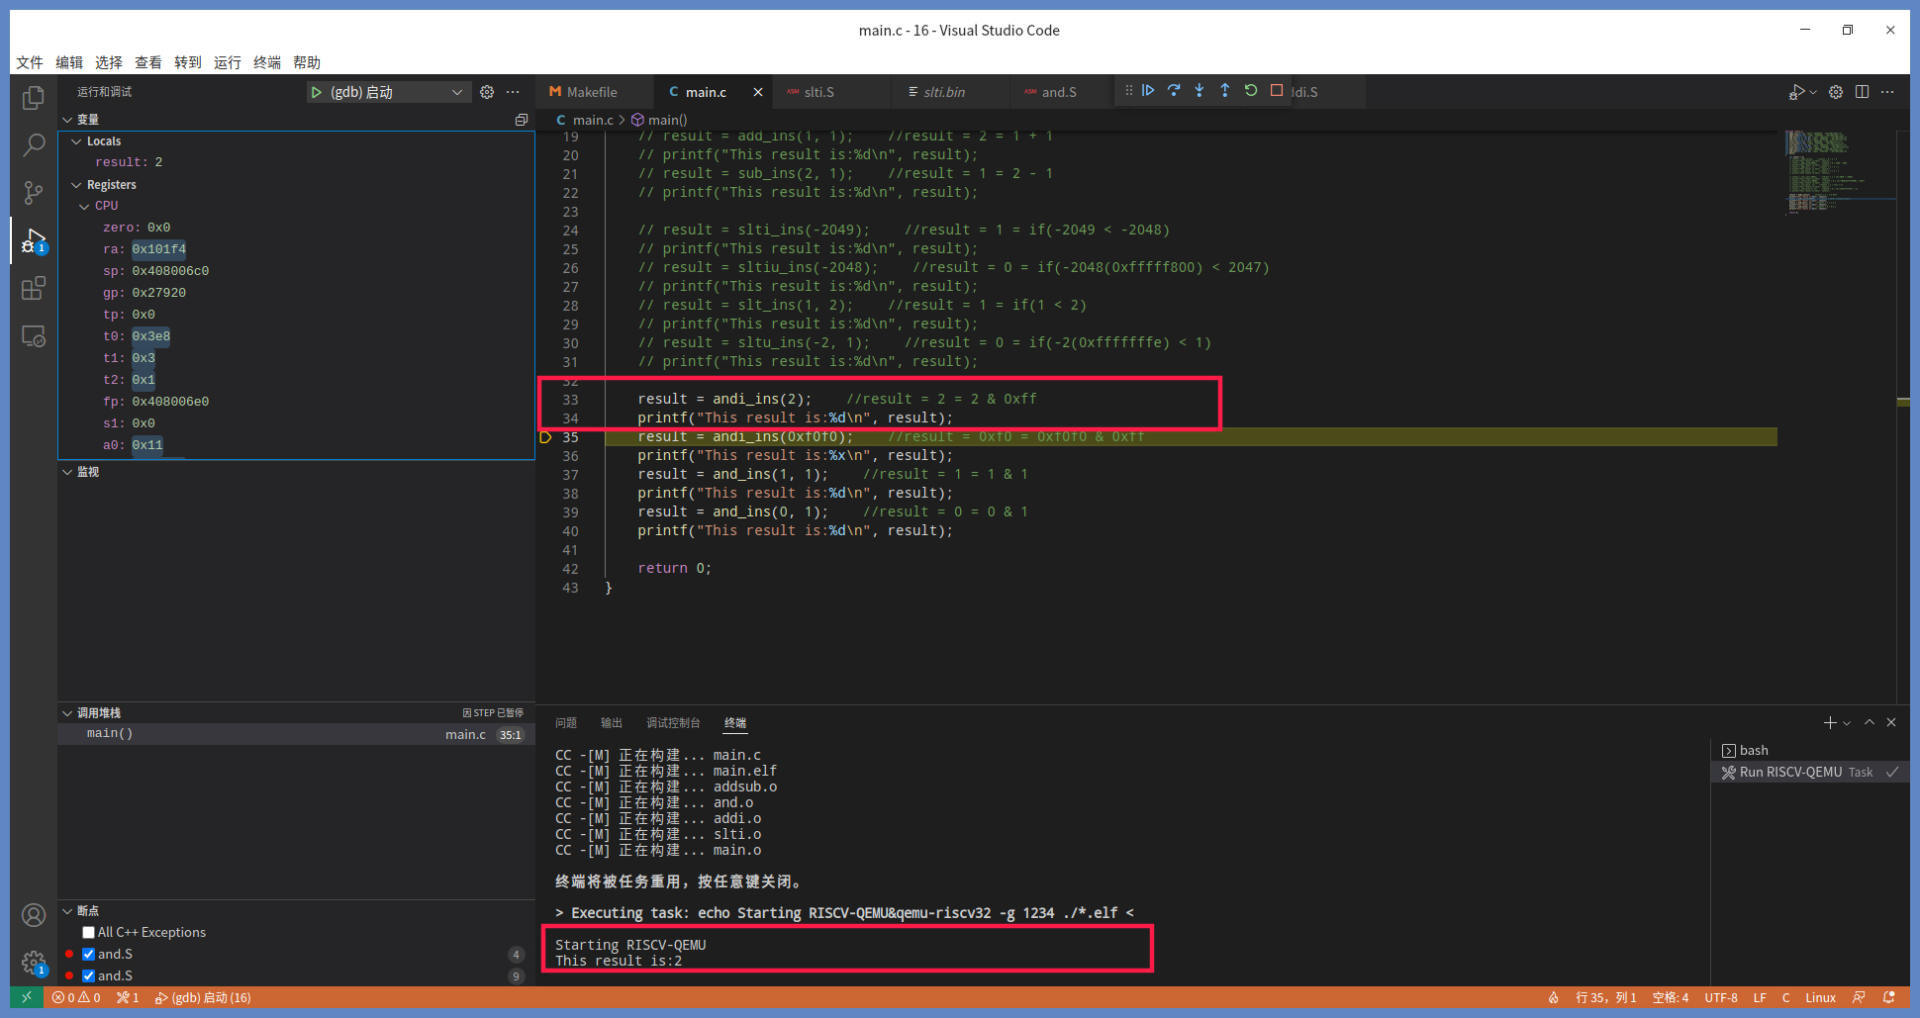 main.c - 16 - Visual Studio Code
文件 编辑 选择 查看 转到 运行 终端 帮助
运行和调试
(gdb) 启动
Makefile
C main.c
slti.S
slti.bin
and.S
ddi.S
C main.c > main()
变量
Locals
result: 2
Registers
CPU
zero: 0x0
ra: 0x101f4
sp: 0x408006c0
gp: 0x27920
tp: 0x0
t0: 0x3e8
t1: 0x3
t2: 0x1
fp: 0x408006e0
s1: 0x0
a0: 0x11
监视
调用堆栈
因 STEP 已暂停
main() main.c 35:1
断点
All C++ Exceptions
and.S 4
and.S 9
19 // result = add_ins(1, 1); //result = 2 = 1 + 1
20 // printf("This result is:%d\n", result);
21 // result = sub_ins(2, 1); //result = 1 = 2 - 1
22 // printf("This result is:%d\n", result);
23
24 // result = slti_ins(-2049); //result = 1 = if(-2049 < -2048)
25 // printf("This result is:%d\n", result);
26 // result = sltiu_ins(-2048); //result = 0 = if(-2048(0xfffff800) < 2047)
27 // printf("This result is:%d\n", result);
28 // result = slt_ins(1, 2); //result = 1 = if(1 < 2)
29 // printf("This result is:%d\n", result);
30 // result = sltu_ins(-2, 1); //result = 0 = if(-2(0xfffffffe) < 1)
31 // printf("This result is:%d\n", result);
32
33 result = andi_ins(2); //result = 2 = 2 & 0xff
34 printf("This result is:%d\n", result);
35 result = andi_ins(0xf0f0); //result = 0xf0 = 0xf0f0 & 0xff
36 printf("This result is:%x\n", result);
37 result = and_ins(1, 1); //result = 1 = 1 & 1
38 printf("This result is:%d\n", result);
39 result = and_ins(0, 1); //result = 0 = 0 & 1
40 printf("This result is:%d\n", result);
41
42 return 0;
43 }
问题 输出 调试控制台 终端
CC -[M] 正在构建... main.c
CC -[M] 正在构建... main.elf
CC -[M] 正在构建... addsub.o
CC -[M] 正在构建... and.o
CC -[M] 正在构建... addi.o
CC -[M] 正在构建... slti.o
CC -[M] 正在构建... main.o
终端将被任务重用，按任意键关闭。
> Executing task: echo Starting RISCV-QEMU&qemu-riscv32 -g 1234 ./*.elf <
Starting RISCV-QEMU
This result is:2
bash
Run RISCV-QEMU Task
0 0 1 (gdb) 启动 (16)
行 35，列 1 空格: 4 UTF-8 LF C Linux